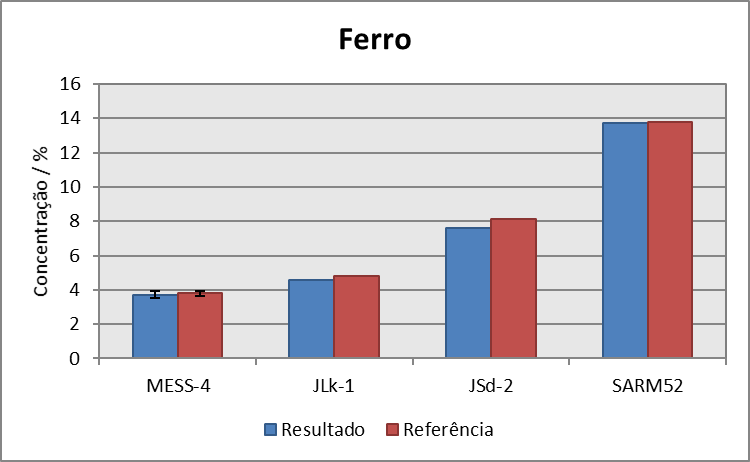 Ferro
Concentração / %
16
14
12
10
8
6
4
2
0
MESS-4 JLk-1 JSd-2 SARM52
Resultado Referência